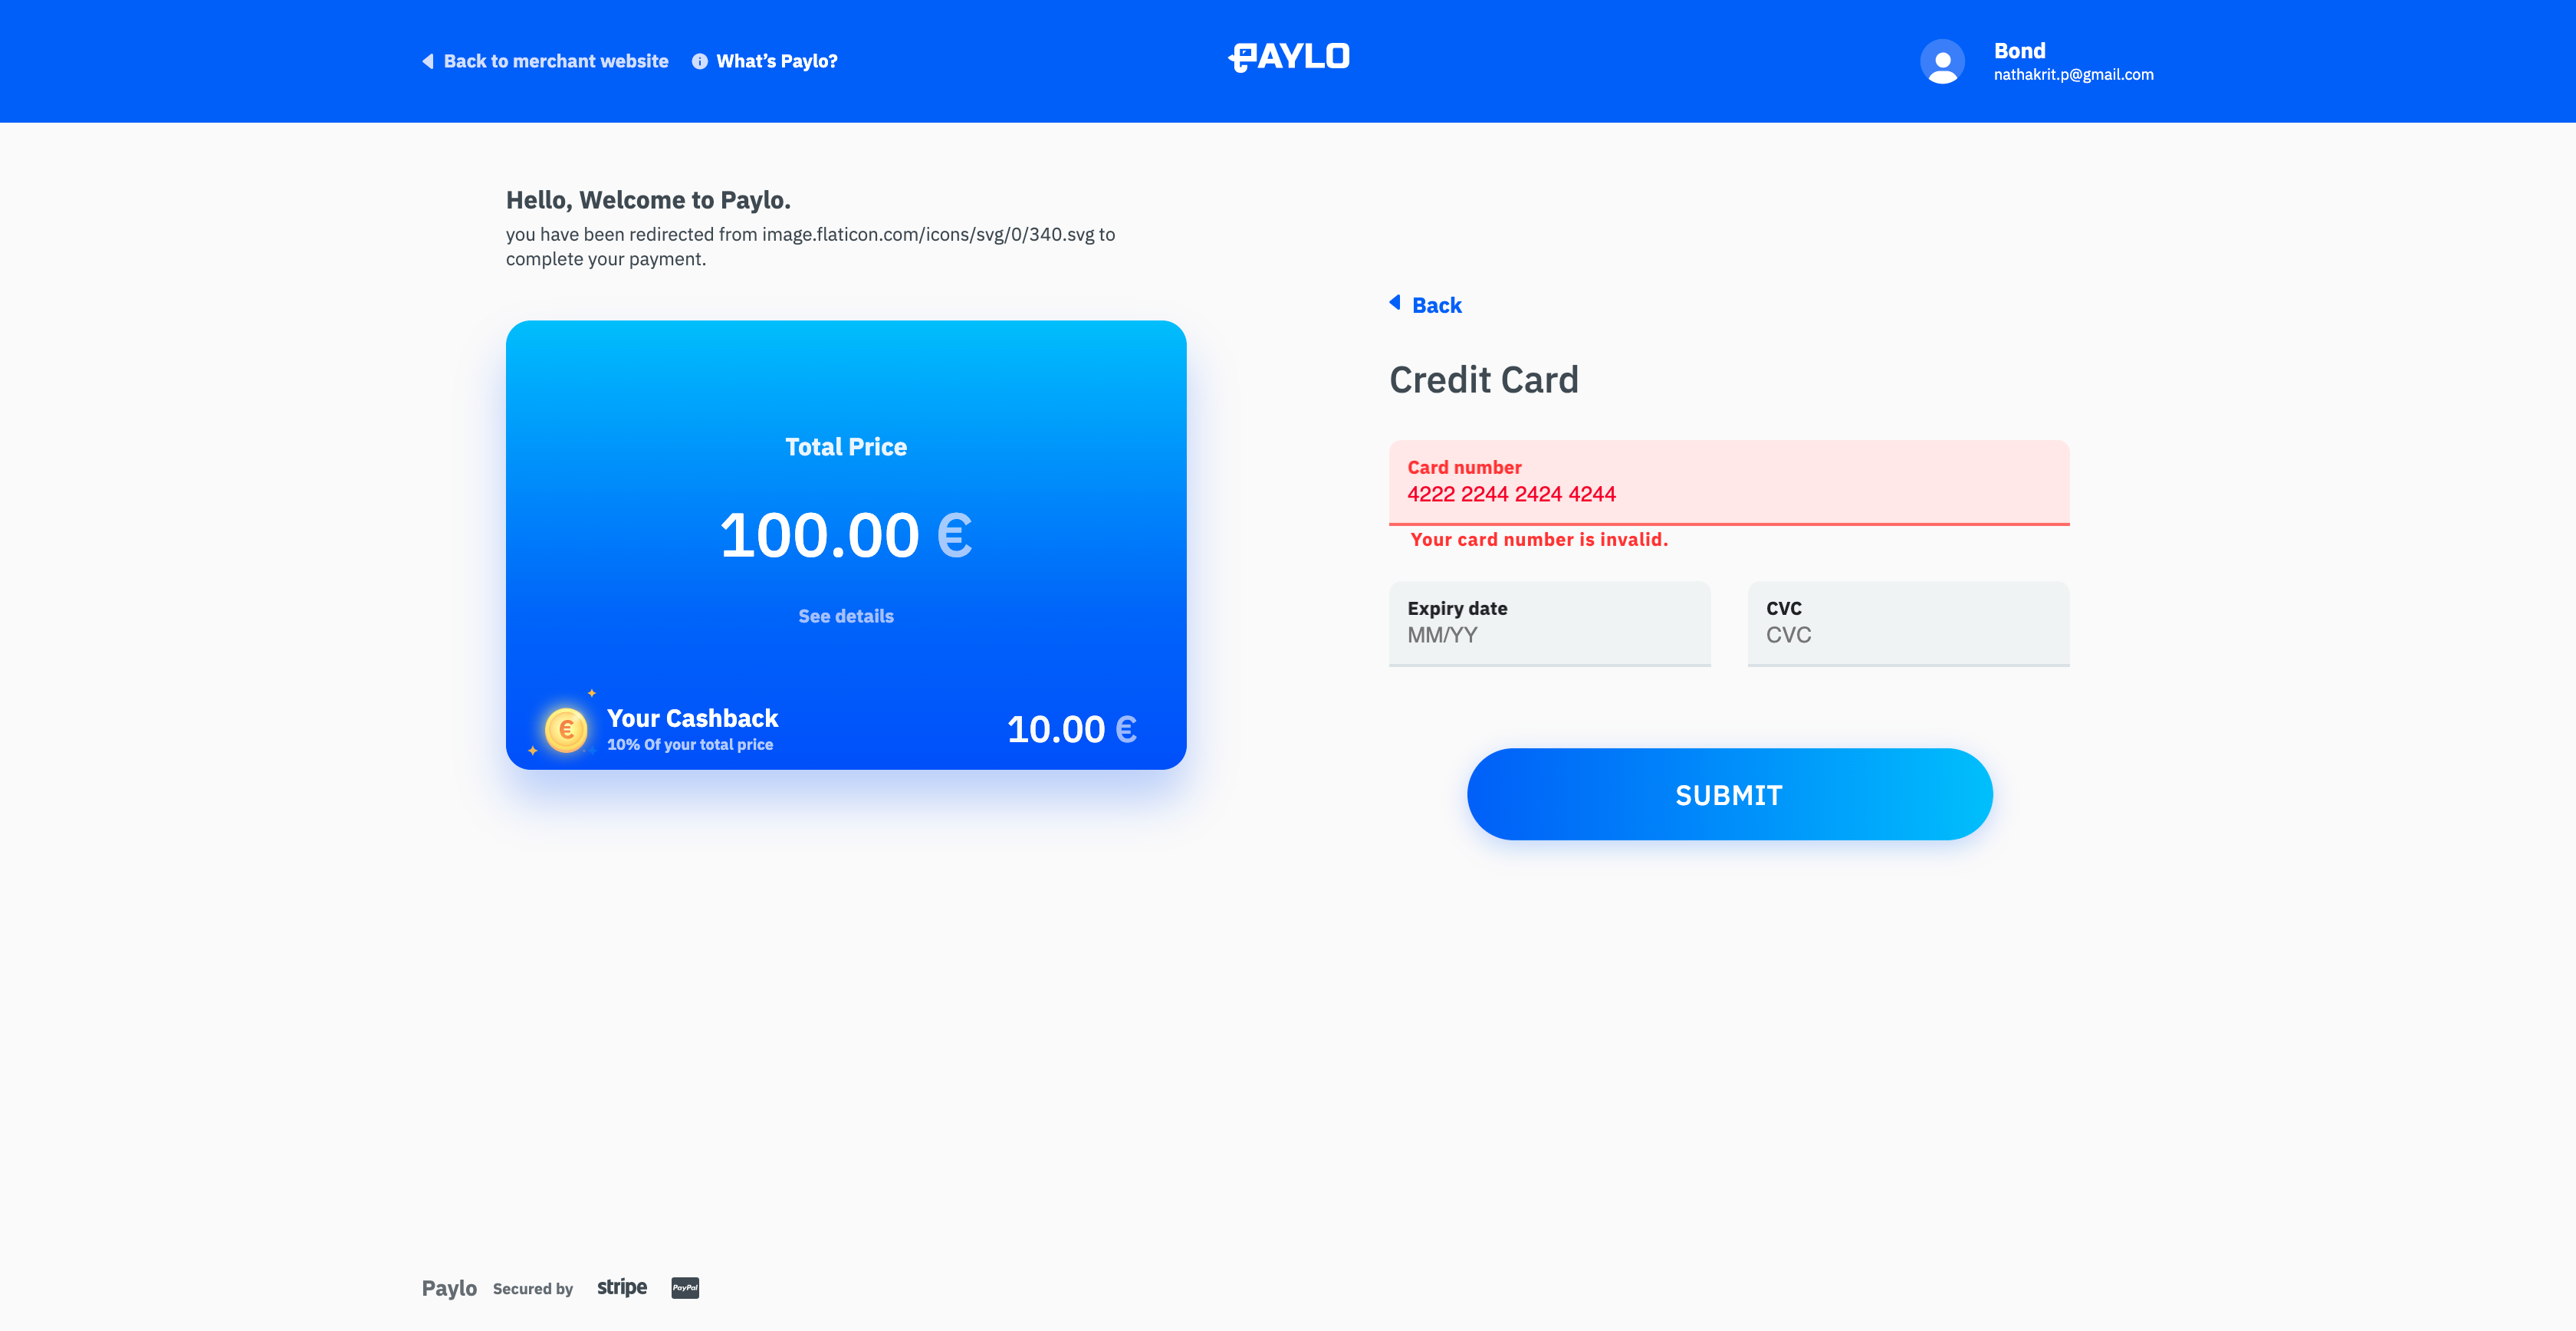 Back to merchant website
What's Paylo?
PAYLO
Bond
nathakrit.p@gmail.com
Hello, Welcome to Paylo.
you have been redirected from image.flaticon.com/icons/svg/0/340.svg to
complete your payment.
Total Price
100.00 €
See details
€
Your Cashback
10% Of your total price
10.00 €
Back
Credit Card
Card number
4222 2244 2424 4244
Your card number is invalid.
Expiry date
MM/YY
CVC
CVC
SUBMIT
Paylo
Secured by
stripe
PayPal